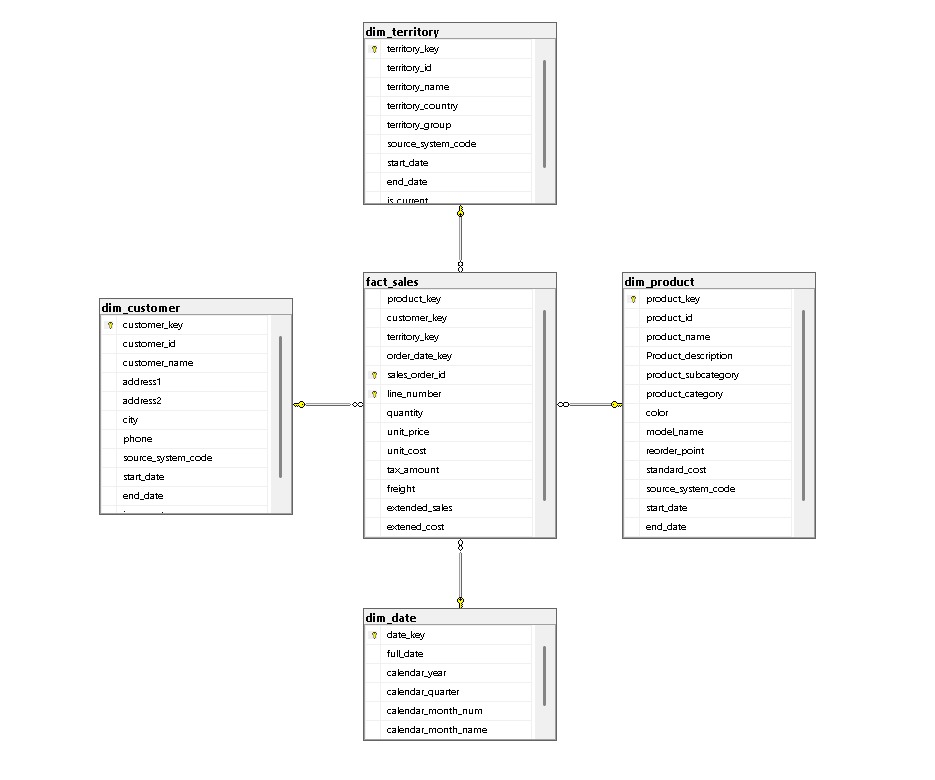 dim_territory
territory_key
territory_id
territory_name
territory_country
territory_group
source_system_code
start_date
end_date
is_current
dim_customer
customer_key
customer_id
customer_name
address1
address2
city
phone
source_system_code
start_date
end_date
fact_sales
product_key
customer_key
territory_key
order_date_key
sales_order_id
line_number
quantity
unit_price
unit_cost
tax_amount
freight
extended_sales
extened_cost
dim_product
product_key
product_id
product_name
Product_description
product_subcategory
product_category
color
model_name
reorder_point
standard_cost
source_system_code
start_date
end_date
dim_date
date_key
full_date
calendar_year
calendar_quarter
calendar_month_num
calendar_month_name